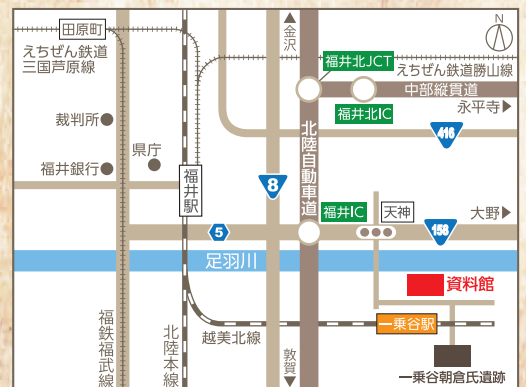 田原町
えちぜん鉄道
三国芦原線
金沢
N
福井北JCT
えちぜん鉄道勝山線
中部縦貫道
福井北IC
永平寺
416
裁判所
県庁
福井銀行
福井駅
北陸自動車道
8
福井IC
天神
大野
5
158
足羽川
資料館
一乗谷駅
越美北線
福鉄福武線
北陸本線
敦賀
一乗谷朝倉氏遺跡